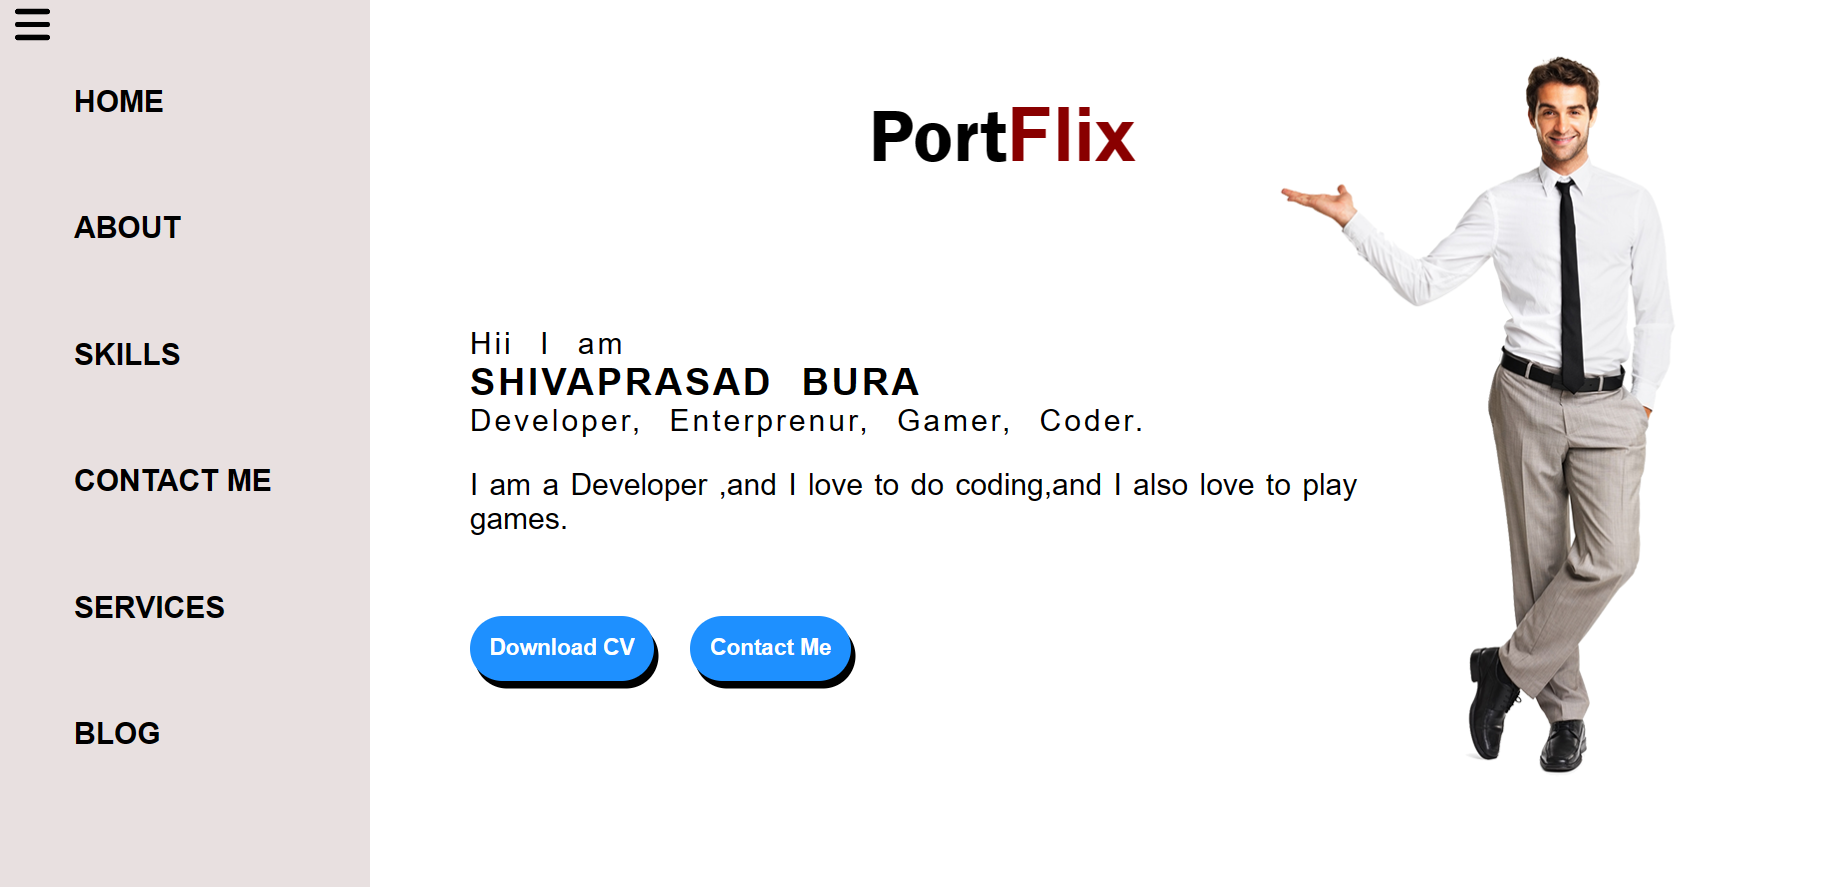 HOME
ABOUT
SKILLS
CONTACT ME
SERVICES
BLOG
PortFlix
Hii I am
SHIVAPRASAD BURA
Developer, Enterprenur, Gamer, Coder.
I am a Developer ,and I love to do coding,and I also love to play
games.
Download CV
Contact Me